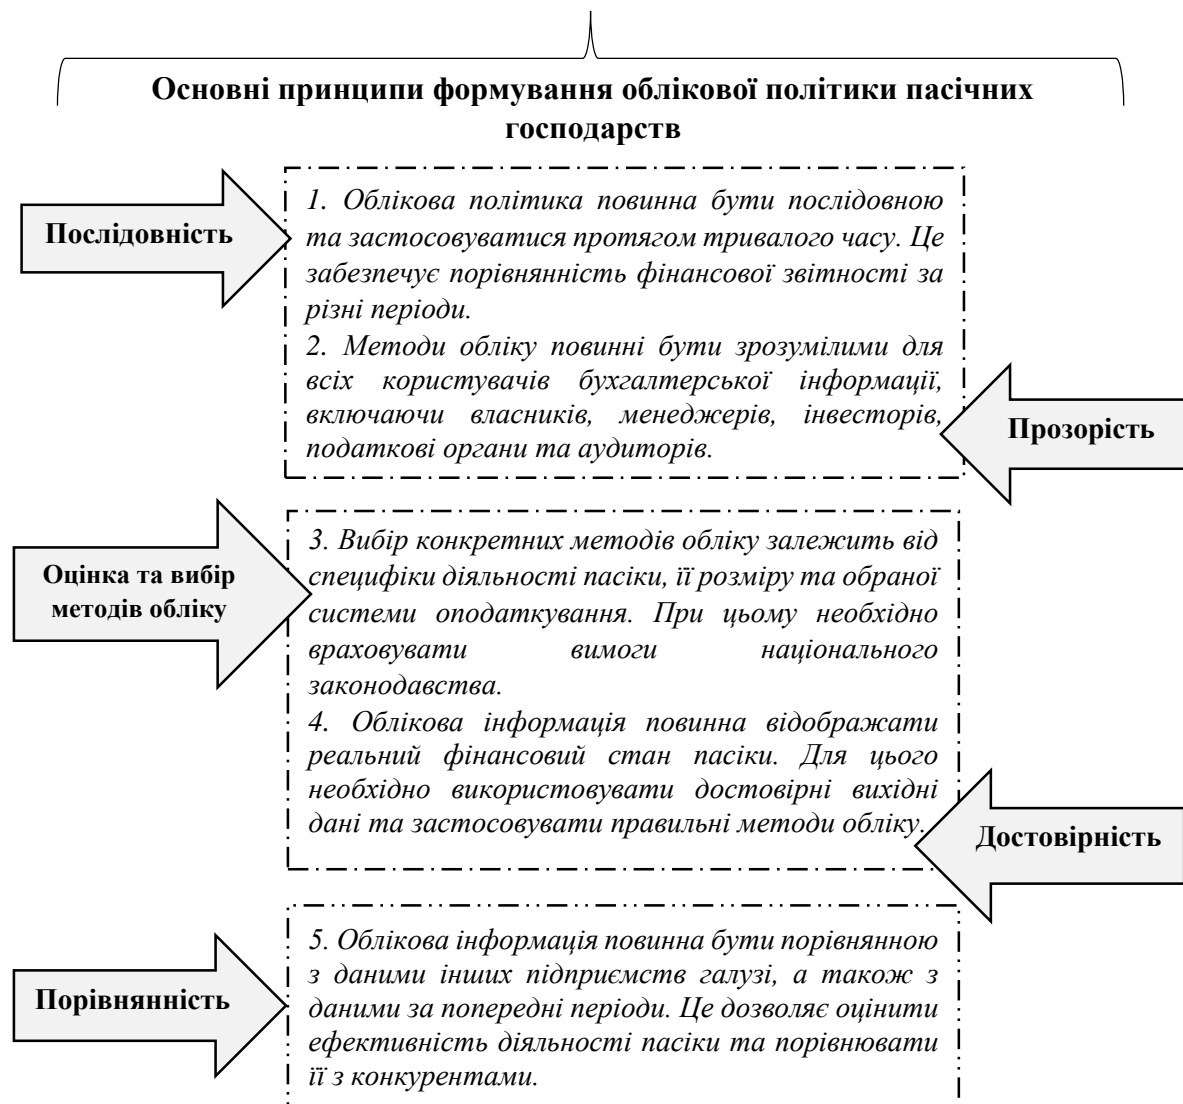 Основні принципи формування облікової політики пасічних
господарств
Послідовність
1. Облікова політика повинна бути послідовною
та застосовуватися протягом тривалого часу. Це
забезпечує порівнянність фінансової звітності за
різні періоди.
2. Методи обліку повинні бути зрозумілими для
всіх користувачів бухгалтерської інформації,
включаючи власників, менеджерів, інвесторів,
податкові органи та аудиторів.
Прозорість
Оцінка та вибір
методів обліку
3. Вибір конкретних методів обліку залежить від
специфіки діяльності пасіки, її розміру та обраної
системи оподаткування. При цьому необхідно
враховувати вимоги національного
законодавства.
4. Облікова інформація повинна відображати
реальний фінансовий стан пасіки. Для цього
необхідно використовувати достовірні вихідні
дані та застосовувати правильні методи обліку.
Достовірність
Порівнянність
5. Облікова інформація повинна бути порівнянною
з даними інших підприємств галузі, а також з
даними за попередні періоди. Це дозволяє оцінити
ефективність діяльності пасіки та порівнювати
її з конкурентами.